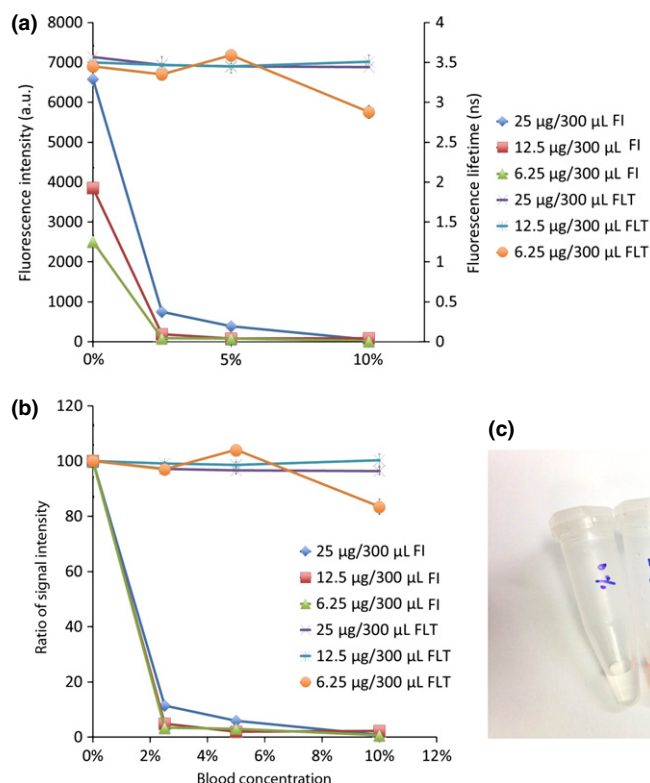 (a)
8000
7000
6000
5000
4000
3000
2000
1000
0
Fluorescence intensity (a.u.)
4
3.5
3
2.5
2
1.5
1
0.5
0
Fluorescence lifetime (ns)
0%
5%
10%
25 µg/300 µL FI
12.5 µg/300 µL FI
6.25 µg/300 µL FI
25 µg/300 µL FLT
12.5 µg/300 µL FLT
6.25 µg/300 µL FLT
(b)
120
100
80
60
40
20
0
Ratio of signal intensity
25 µg/300 µL FI
12.5 µg/300 µL FI
6.25 µg/300 µL FI
25 µg/300 µL FLT
12.5 µg/300 µL FLT
6.25 µg/300 µL FLT
0%
2%
4%
6%
8%
10%
12%
Blood concentration
(c)